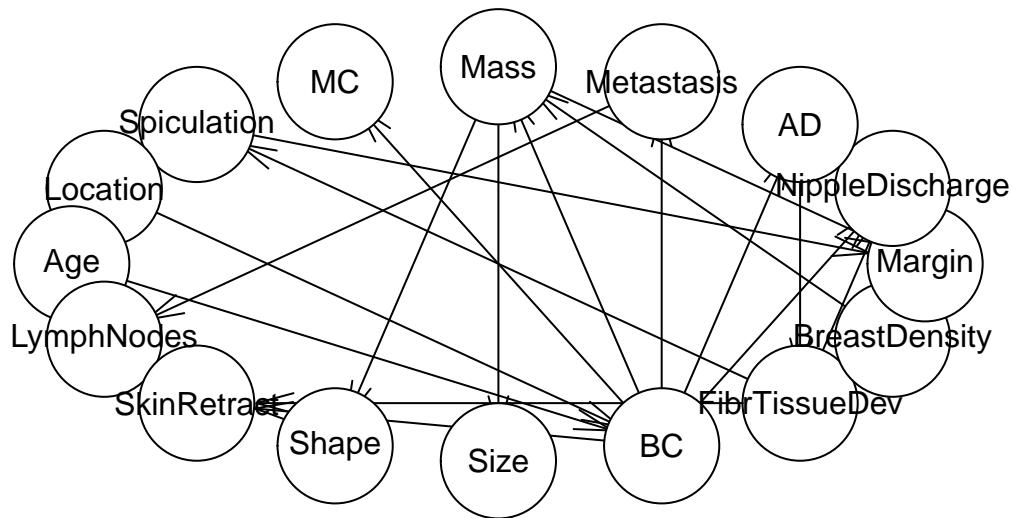 Mass
MC
Metastasis
Spiculation
AD
Location
NippleDischarge
Age
Margin
LymphNodes
BreastDensity
SkinRetract
FibrTissueDev
Shape
BC
Size